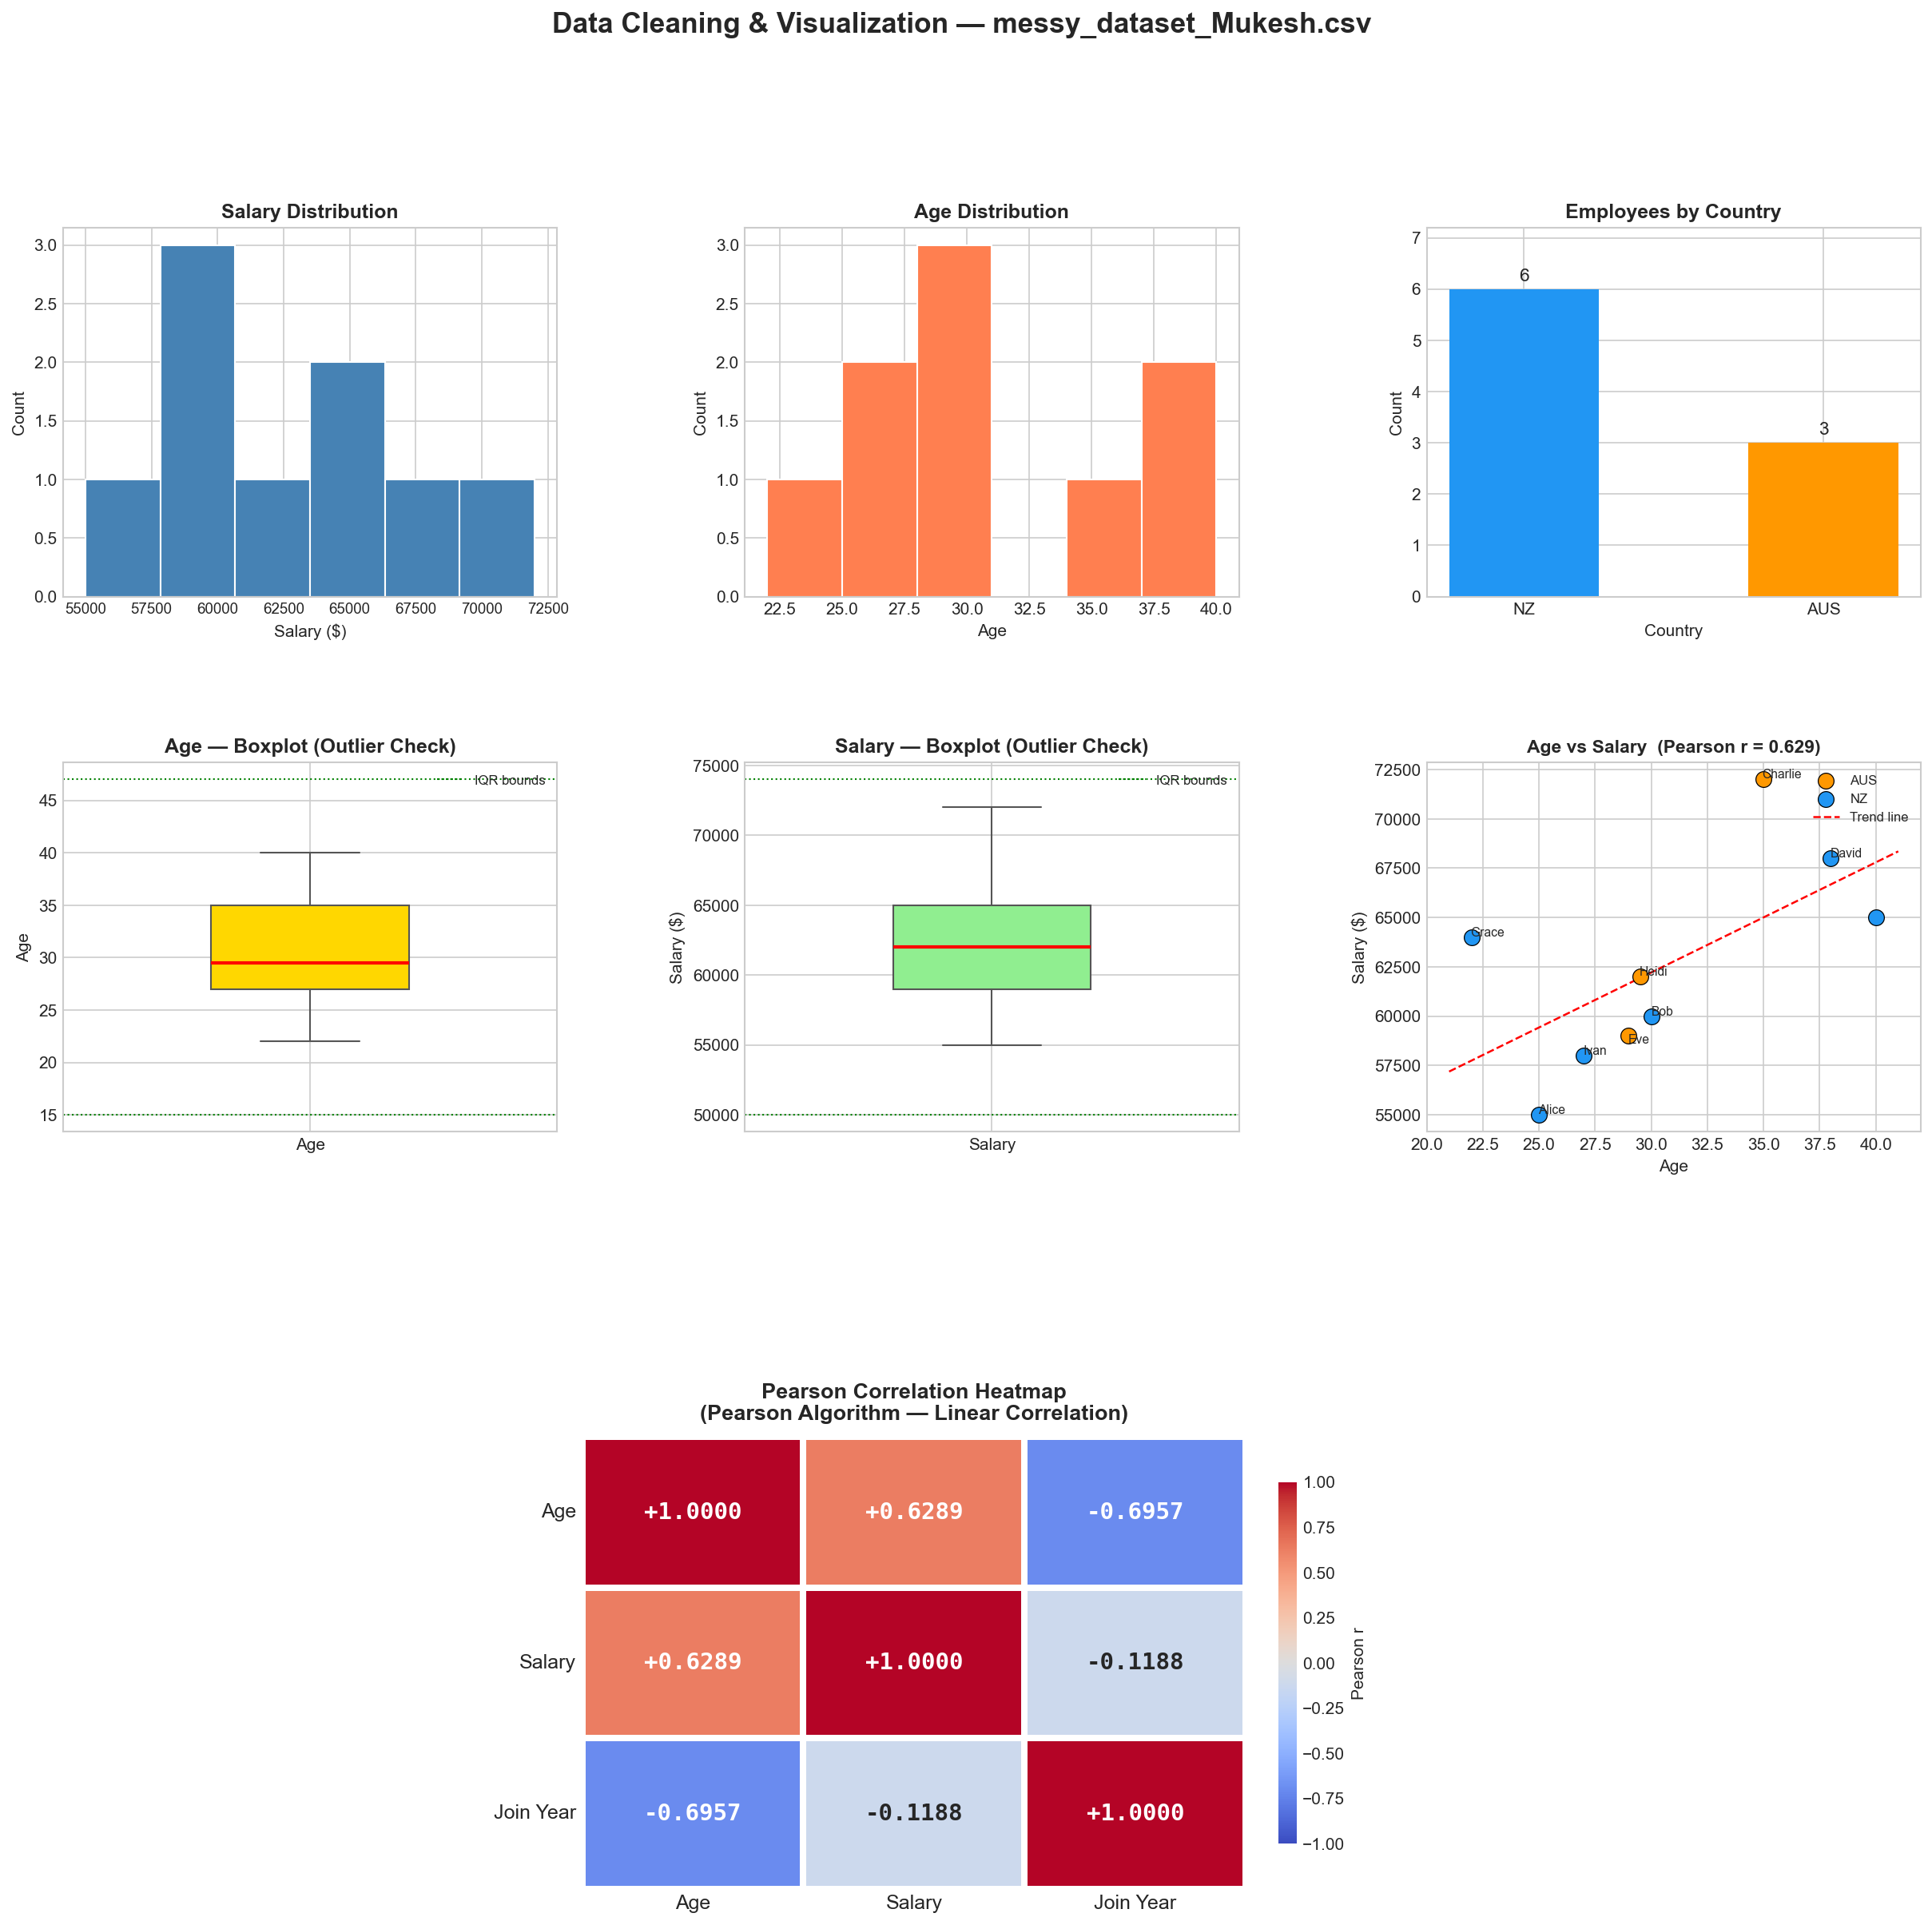 Data Cleaning & Visualization — messy_dataset_Mukesh.csv
Salary Distribution
Count
3.0
2.5
2.0
1.5
1.0
0.5
0.0
55000 57500 60000 62500 65000 67500 70000 72500
Salary ($)
Age Distribution
Count
3.0
2.5
2.0
1.5
1.0
0.5
0.0
22.5 25.0 27.5 30.0 32.5 35.0 37.5 40.0
Age
Employees by Country
Count
7
6
5
4
3
2
1
0
6
3
NZ AUS
Country
Age — Boxplot (Outlier Check)
Age
IQR bounds
45
40
35
30
25
20
15
Age
Salary — Boxplot (Outlier Check)
Salary ($)
IQR bounds
75000
70000
65000
60000
55000
50000
Salary
Age vs Salary (Pearson r = 0.629)
Salary ($)
72500
70000
67500
65000
62500
60000
57500
55000
Charlie
AUS
NZ
Trend line
David
Grace
Heidi
Bob
Eve
Ivan
Alice
20.0 22.5 25.0 27.5 30.0 32.5 35.0 37.5 40.0
Age
Pearson Correlation Heatmap
(Pearson Algorithm — Linear Correlation)
Age +1.0000 +0.6289 -0.6957
Salary +0.6289 +1.0000 -0.1188
Join Year -0.6957 -0.1188 +1.0000
Age Salary Join Year
1.00
0.75
0.50
0.25
0.00
−0.25
−0.50
−0.75
−1.00
Pearson r